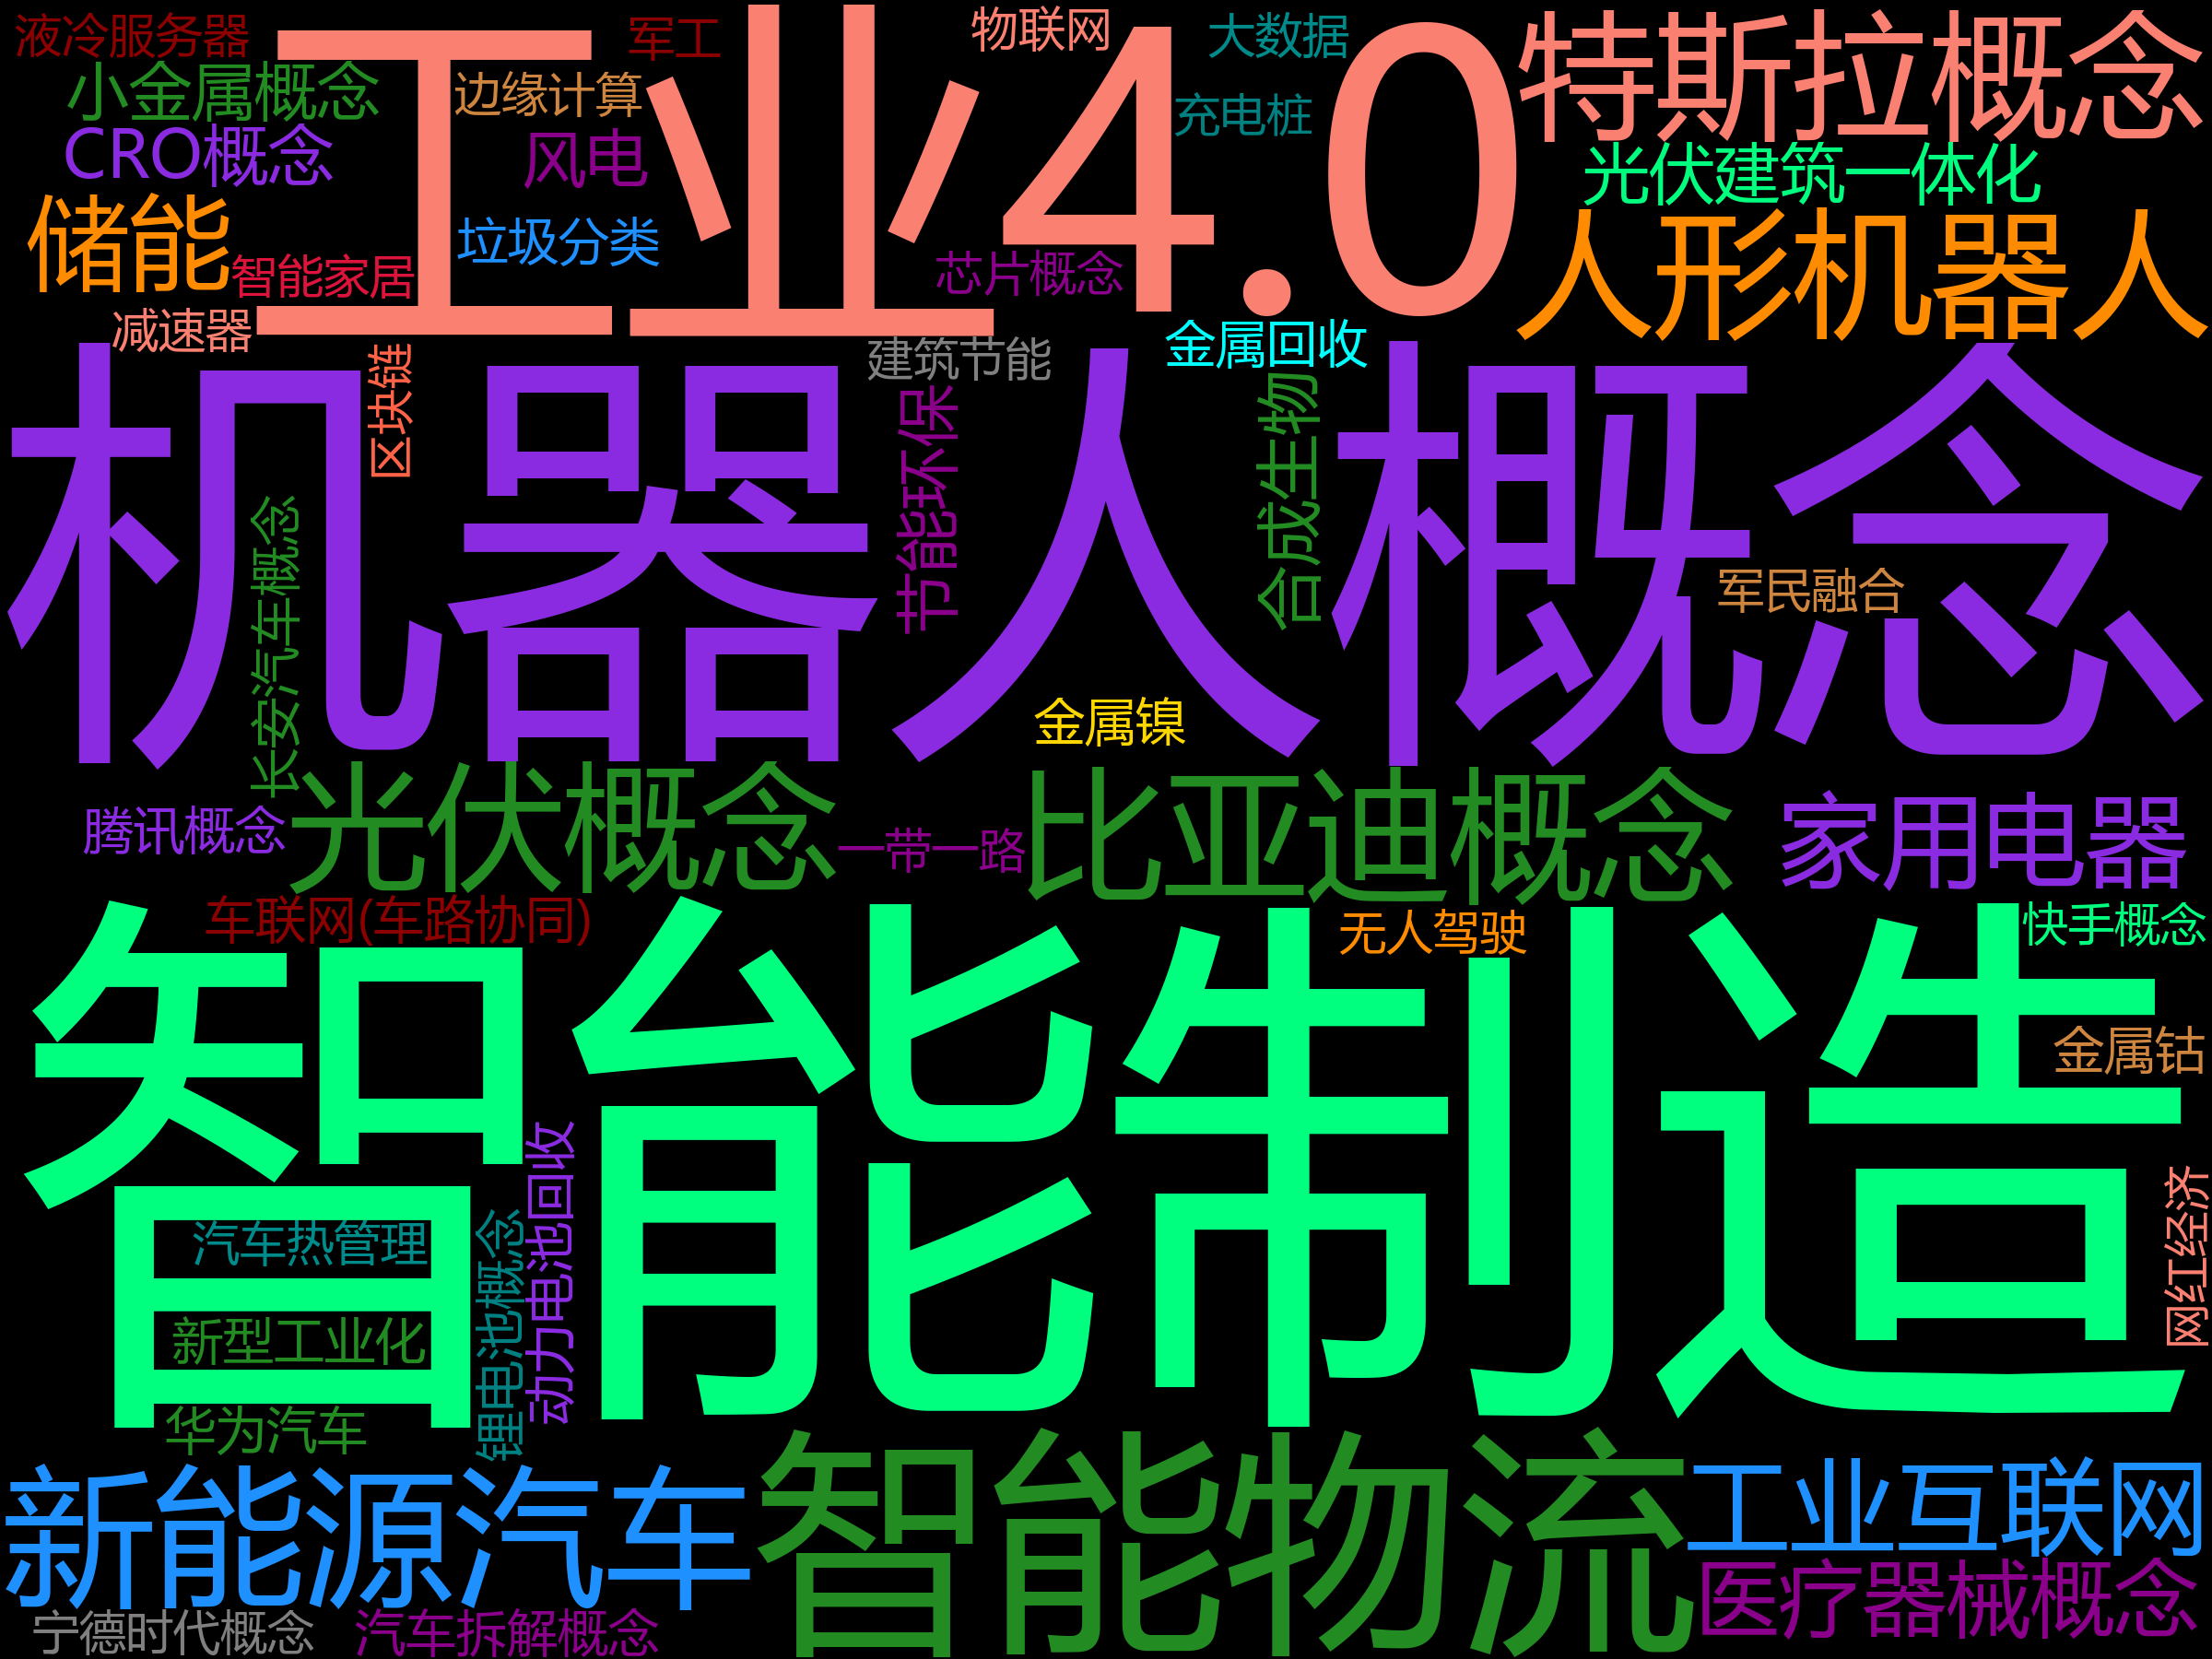 液冷服务器
军工
物联网
大数据
特斯拉概念
工业4.0
小金属概念
边缘计算
充电桩
CRO概念
风电
光伏建筑一体化
储能
垃圾分类
人形机器人
智能家居
芯片概念
减速器
建筑节能
金属回收
区块链
机器人概念
节能环保
合成生物
长安汽车概念
军民融合
金属镍
腾讯概念
光伏概念
一带一路
比亚迪概念
家用电器
车联网(车路协同)
无人驾驶
快手概念
智能制造
金属钴
汽车热管理
锂电池概念
动力电池回收
网红经济
新型工业化
华为汽车
新能源汽车
智能物流
工业互联网
医疗器械概念
宁德时代概念
汽车拆解概念